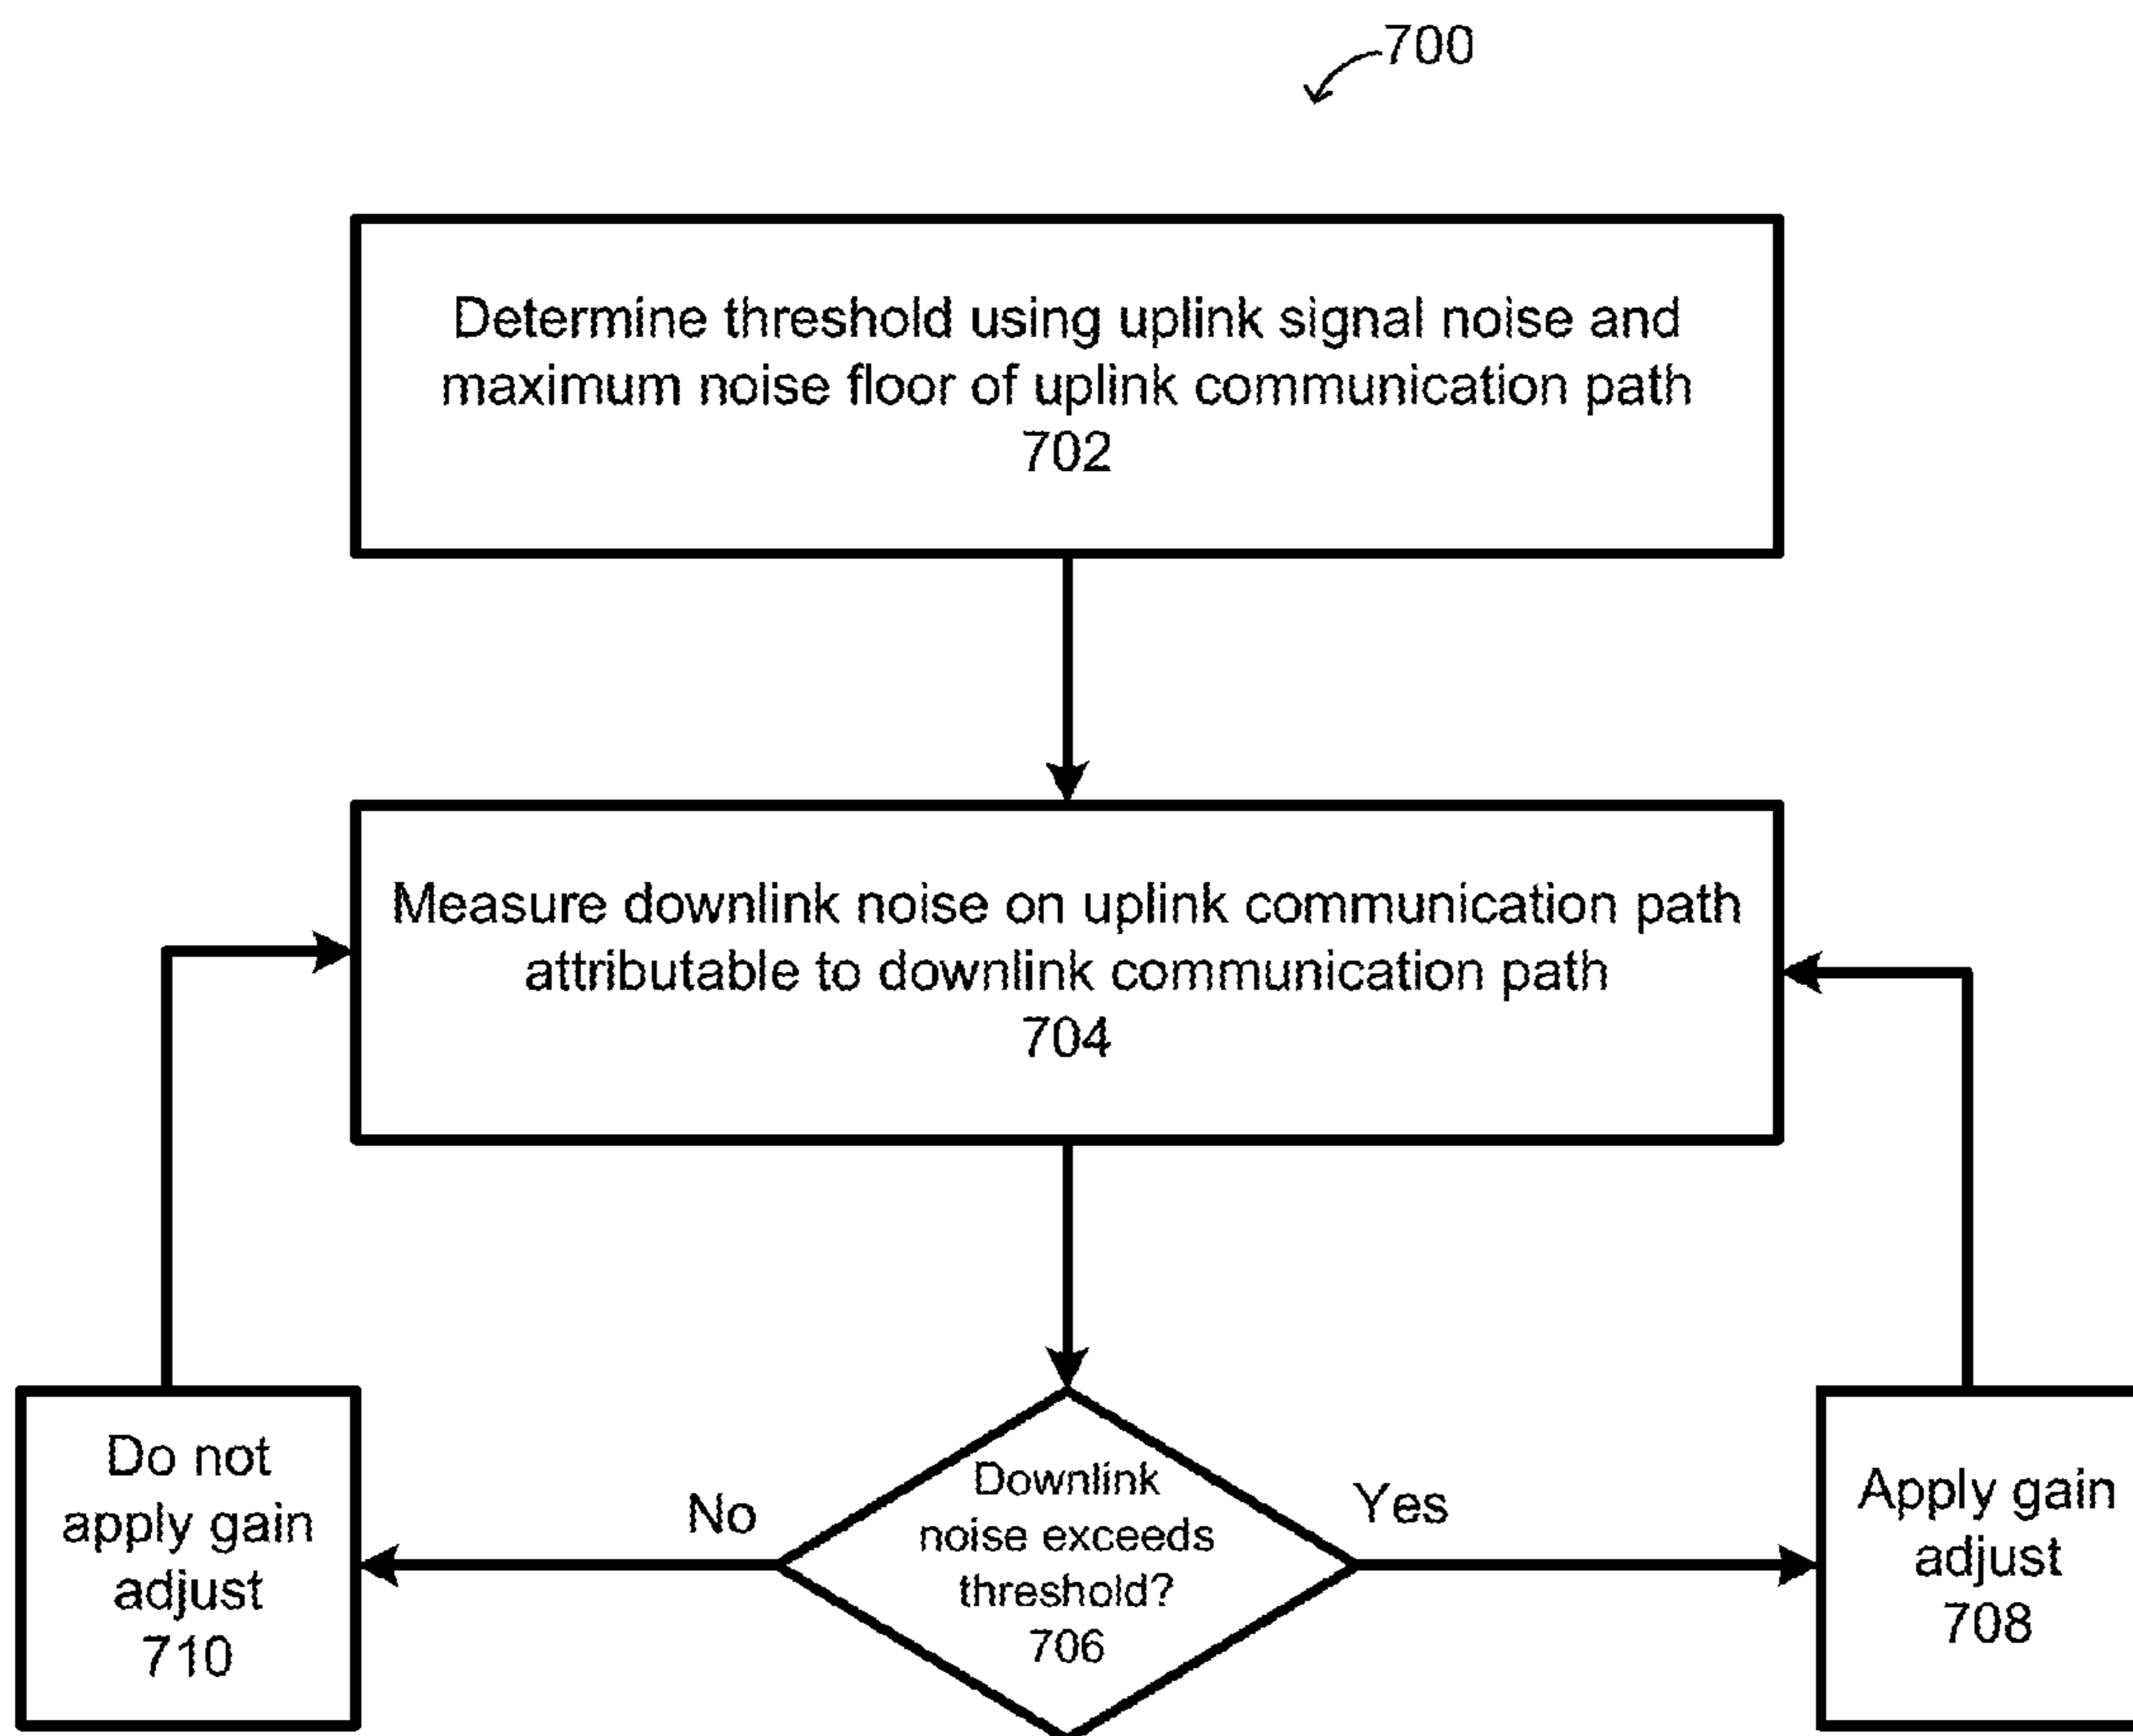 700
Determine threshold using uplink signal noise and
maximum noise floor of uplink communication path
702
Measure downlink noise on uplink communication path
attributable to downlink communication path
704
Do not
apply gain
adjust
710
No
Downlink
noise exceeds
threshold?
706
Yes
Apply gain
adjust
708